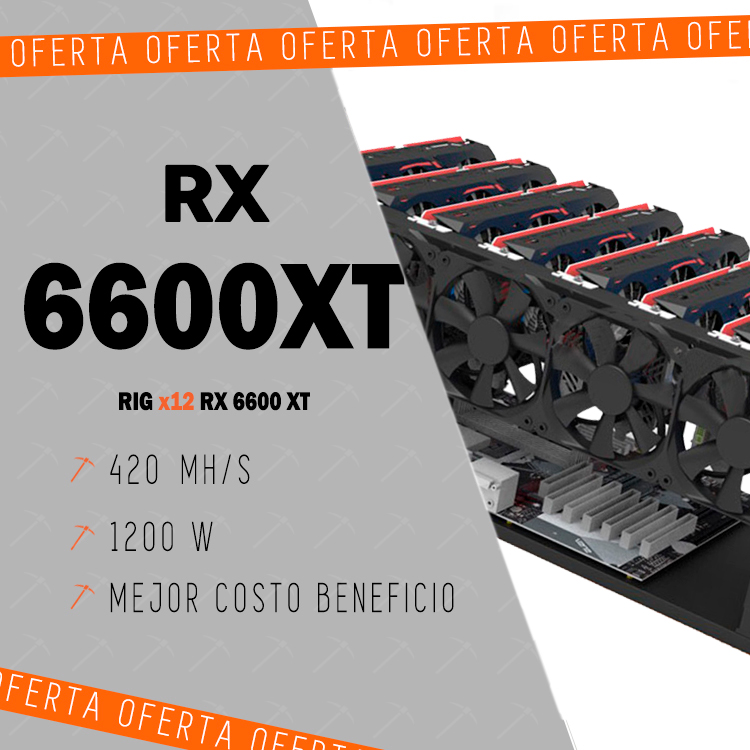 OFERTA OFERTA OFERTA OFERTA OFERTA OFE
RX
6600XT
RIG x12 RX 6600 XT
420 MH/S
1200 W
MEJOR COSTO BENEFICIO
OFERTA OFERTA OFERTA